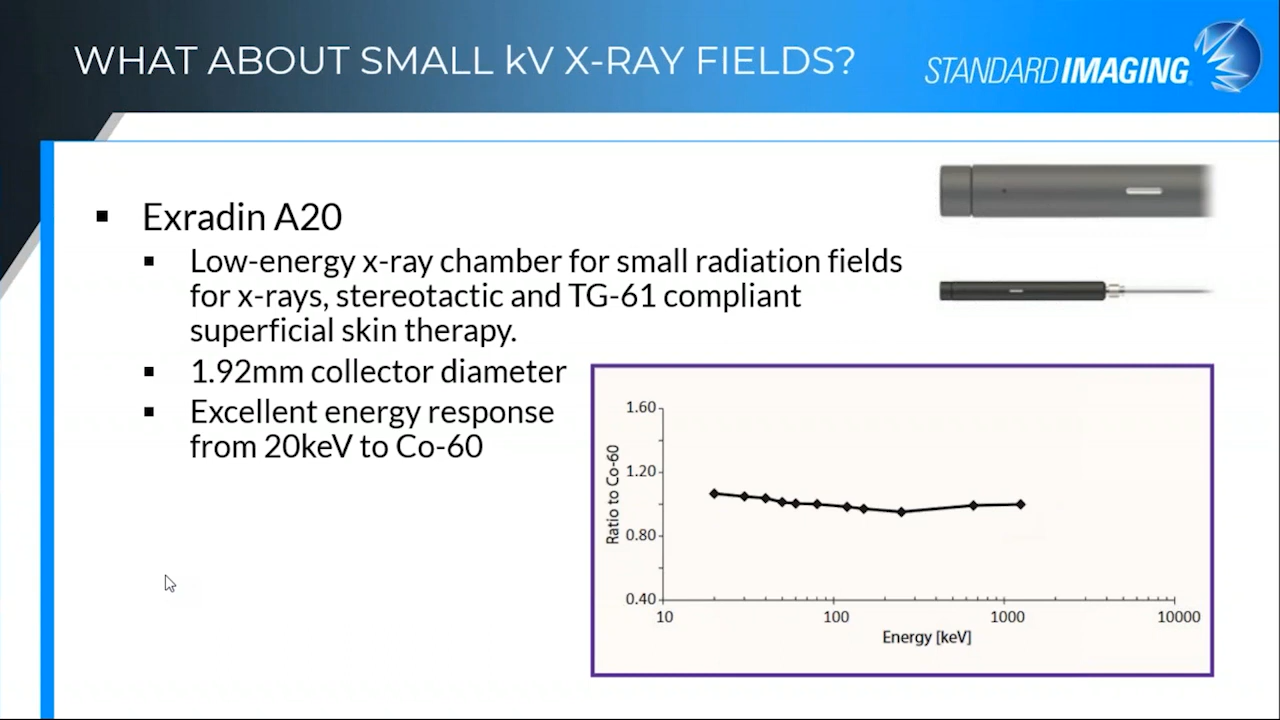 WHAT ABOUT SMALL kV X-RAY FIELDS?
STANDARD IMAGING
Exradin A20
Low-energy x-ray chamber for small radiation fields
for x-rays, stereotactic and TG-61 compliant
superficial skin therapy.
1.92mm collector diameter
Excellent energy response
from 20keV to Co-60
1.60
1.20
0.80
0.40
Ratio to Co-60
10
100
1000
10000
Energy [keV]